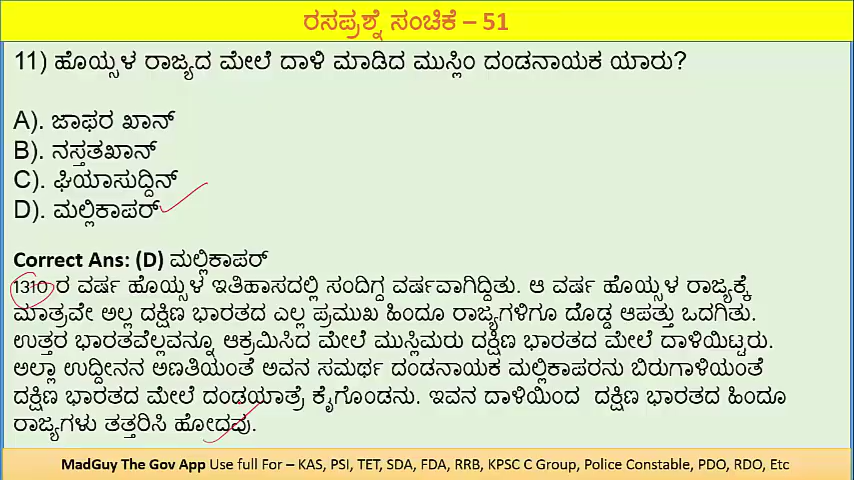 ರಸಪ್ರಶ್ನೆ ಸಂಚಿಕೆ – 51
11) ಹೊಯ್ಸಳ ರಾಜ್ಯದ ಮೇಲೆ ದಾಳಿ ಮಾಡಿದ ಮುಸ್ಲಿಂ ದಂಡನಾಯಕ ಯಾರು?
A). ಜಾಫರ ಖಾನ್
B). ನಸ್ರತಖಾನ್
C). ಘಿಯಾಸುದ್ದಿನ್
D). ಮಲ್ಲಿಕಾಫರ್
Correct Ans: (D) ಮಲ್ಲಿಕಾಫರ್
1310 ರ ವರ್ಷ ಹೊಯ್ಸಳ ಇತಿಹಾಸದಲ್ಲಿ ಸಂದಿಗ್ದ ವರ್ಷವಾಗಿದ್ದಿತು. ಆ ವರ್ಷ ಹೊಯ್ಸಳ ರಾಜ್ಯಕ್ಕೆ
ಮಾತ್ರವೇ ಅಲ್ಲ ದಕ್ಷಿಣ ಭಾರತದ ಎಲ್ಲ ಪ್ರಮುಖ ಹಿಂದೂ ರಾಜ್ಯಗಳಿಗೂ ದೊಡ್ಡ ಆಪತ್ತು ಒದಗಿತು.
ಉತ್ತರ ಭಾರತವೆಲ್ಲವನ್ನೂ ಆಕ್ರಮಿಸಿದ ಮೇಲೆ ಮುಸ್ಲಿಮರು ದಕ್ಷಿಣ ಭಾರತದ ಮೇಲೆ ದಾಳಿಯಿಟ್ಟರು.
ಅಲ್ಲಾ ಉದ್ದೀನನ ಅಣತಿಯಂತೆ ಅವನ ಸಮರ್ಥ ದಂಡನಾಯಕ ಮಲ್ಲಿಕಾಪರನು ಬಿರುಗಾಳಿಯಂತೆ
ದಕ್ಷಿಣ ಭಾರತದ ಮೇಲೆ ದಂಡಯಾತ್ರೆ ಕೈಗೊಂಡನು. ಇವನ ದಾಳಿಯಿಂದ ದಕ್ಷಿಣ ಭಾರತದ ಹಿಂದೂ
ರಾಜ್ಯಗಳು ತತ್ತರಿಸಿ ಹೋದವು.
MadGuy The Gov App Use full For – KAS, PSI, TET, SDA, FDA, RRB, KPSC C Group, Police Constable, PDO, RDO, Etc